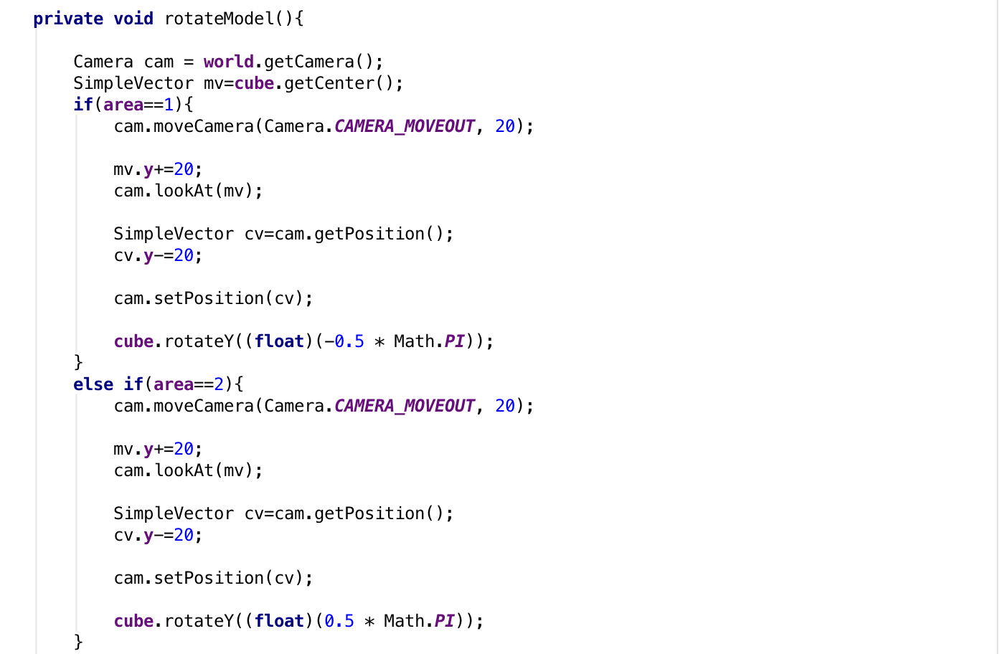 private void rotateModel(){
Camera cam = world.getCamera();
SimpleVector mv=cube.getCenter();
if(area==1){
cam.moveCamera(Camera.CAMERA_MOVEOUT, 20);
mv.y+=20;
cam.lookAt(mv);
SimpleVector cv=cam.getPosition();
cv.y-=20;
cam.setPosition(cv);
cube.rotateY((float)(-0.5 * Math.PI));
}
else if(area==2){
cam.moveCamera(Camera.CAMERA_MOVEOUT, 20);
mv.y+=20;
cam.lookAt(mv);
SimpleVector cv=cam.getPosition();
cv.y-=20;
cam.setPosition(cv);
cube.rotateY((float)(0.5 * Math.PI));
}